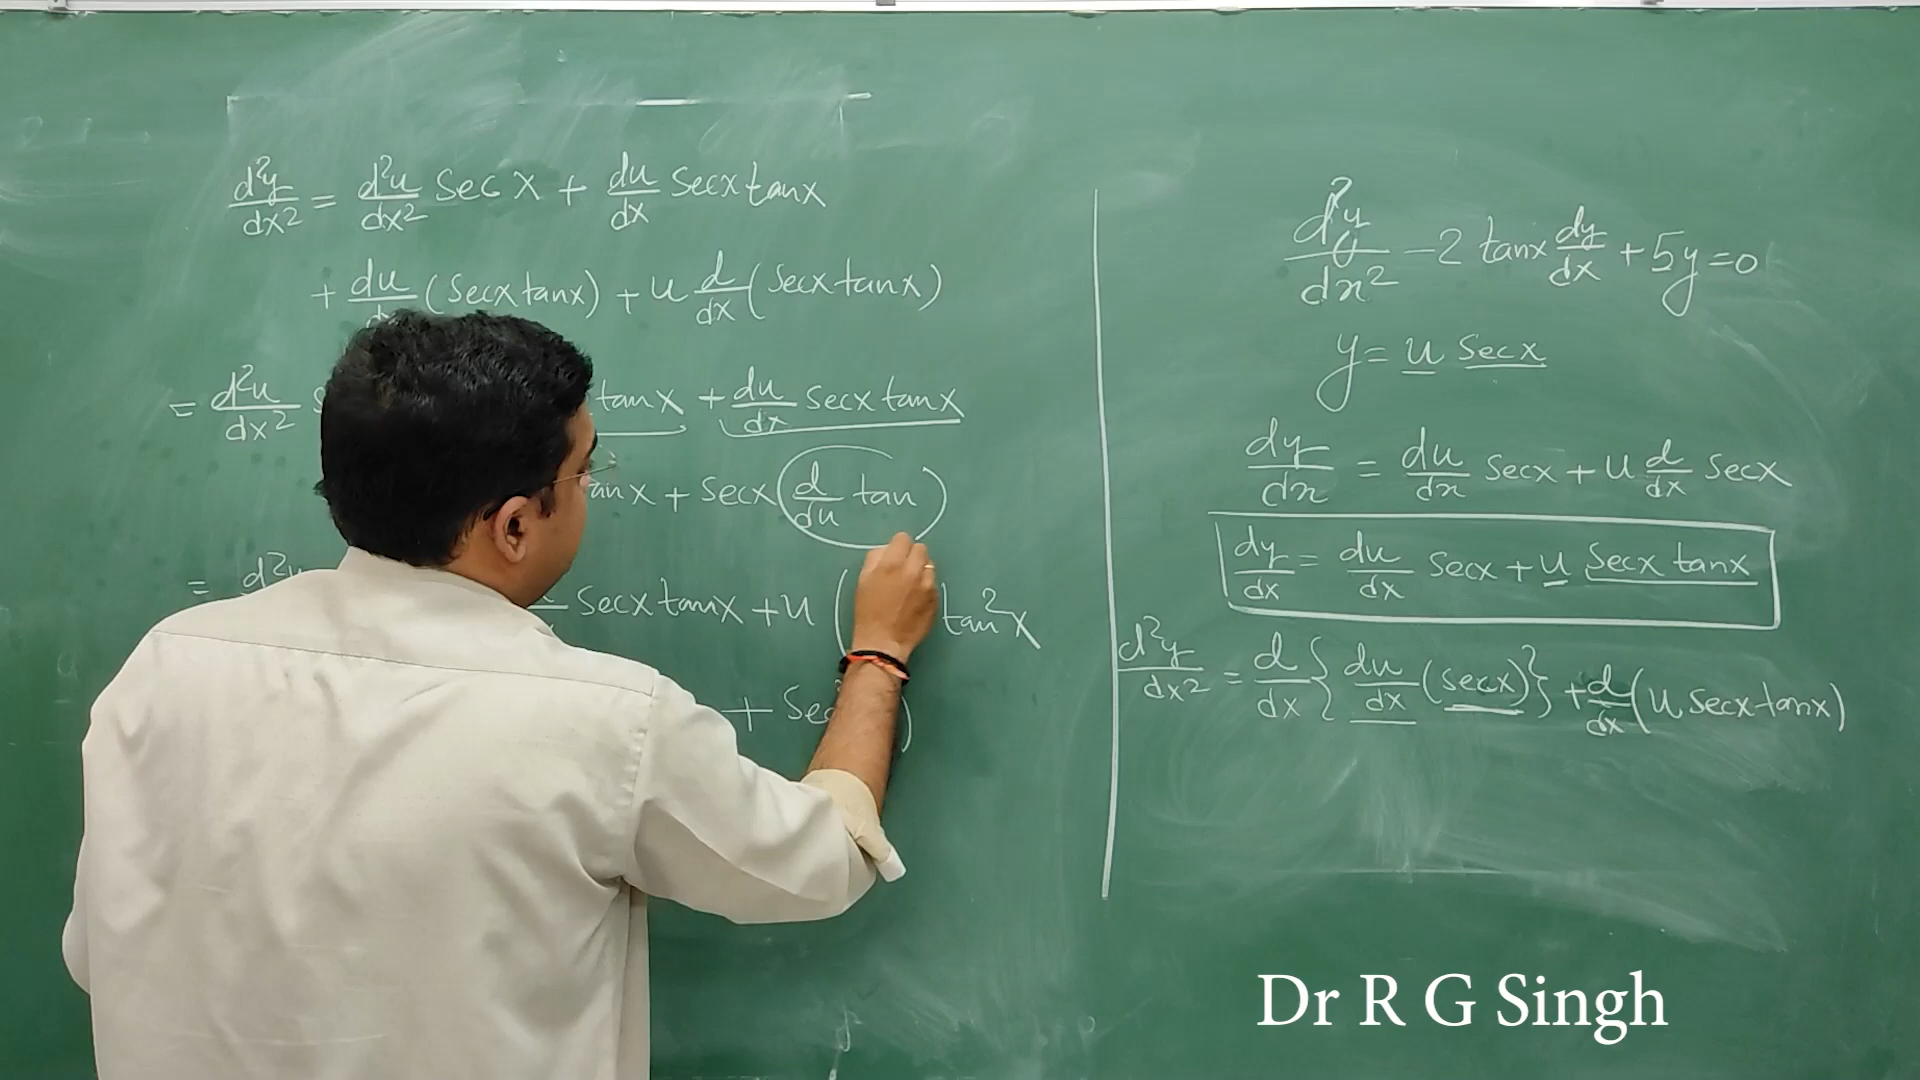 d²y/dx² = d²u/dx² Sec x + du/dx Secx tanx
+ du/dx (Secx tanx) + u d/dx (Secx tanx)
= d²u/dx² tanx + du/dx Secx tanx
tanx + Secx (d/du tan)
= d²u Secx tanx + u ( tan²x
+ Sec )
d²y/dx² - 2 tanx dy/dx + 5y = 0
y = u Secx
dy/dx = du/dx Secx + u d/dx Secx
dy/dx = du/dx Secx + u Secx tanx
d²y/dx² = d/dx { du/dx (secx) } + d/dx (u secx tanx)
Dr R G Singh